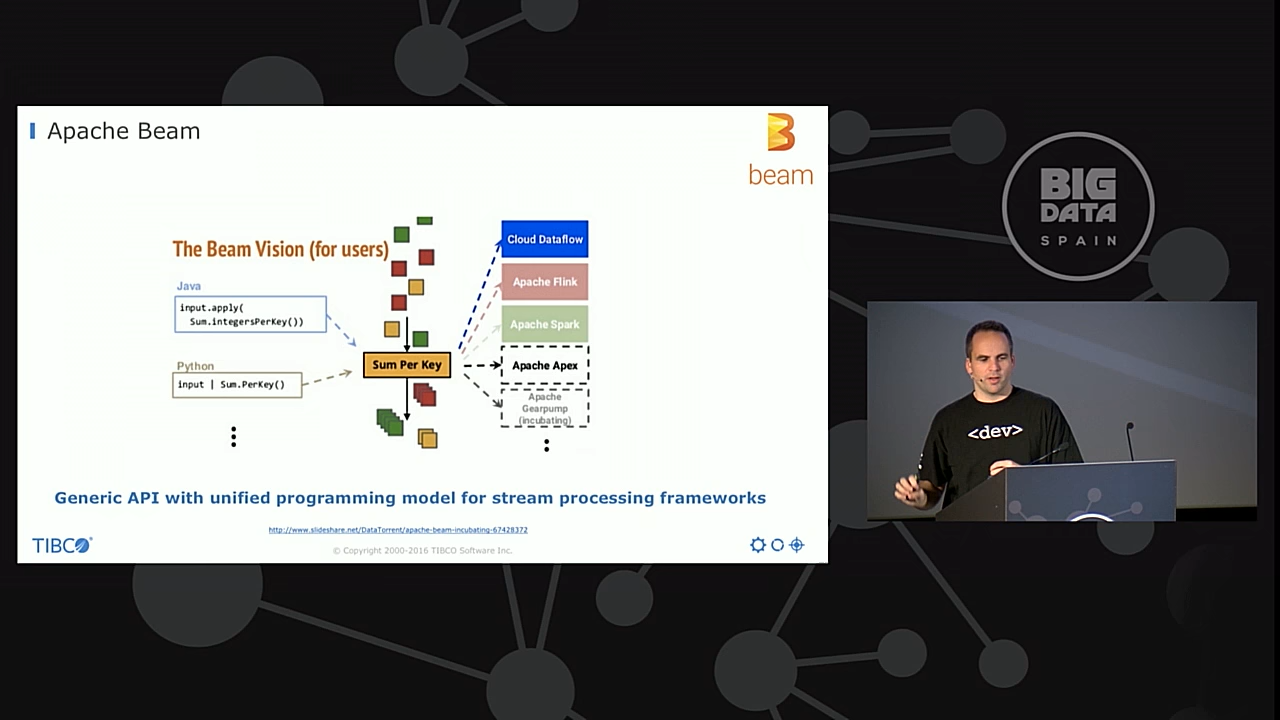 Apache Beam
beam
The Beam Vision (for users)
Java
input.apply(
Sum.integersPerKey())
Python
input | Sum.PerKey()
Sum Per Key
Cloud Dataflow
Apache Flink
Apache Spark
Apache Apex
Apache
Gearpump
(incubating)
Generic API with unified programming model for stream processing frameworks
http://www.slideshare.net/DataTorrent/apache-beam-incubating-67428372
TIBCO
© Copyright 2000-2016 TIBCO Software Inc.
BIG
DATA
SPAIN
<dev>